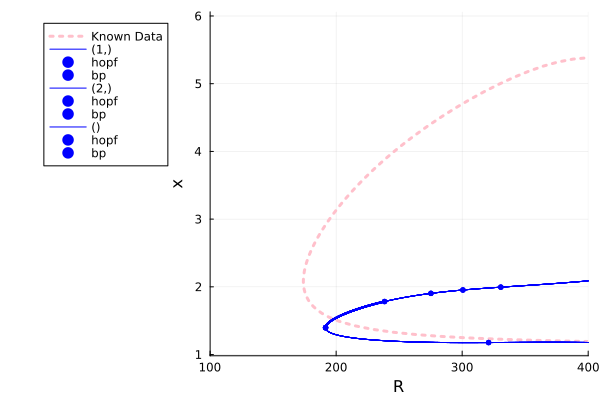 Known Data
(1,)
hopf
bp
(2,)
hopf
bp
()
hopf
bp
6
5
4
3
2
1
x
100
200
300
400
R